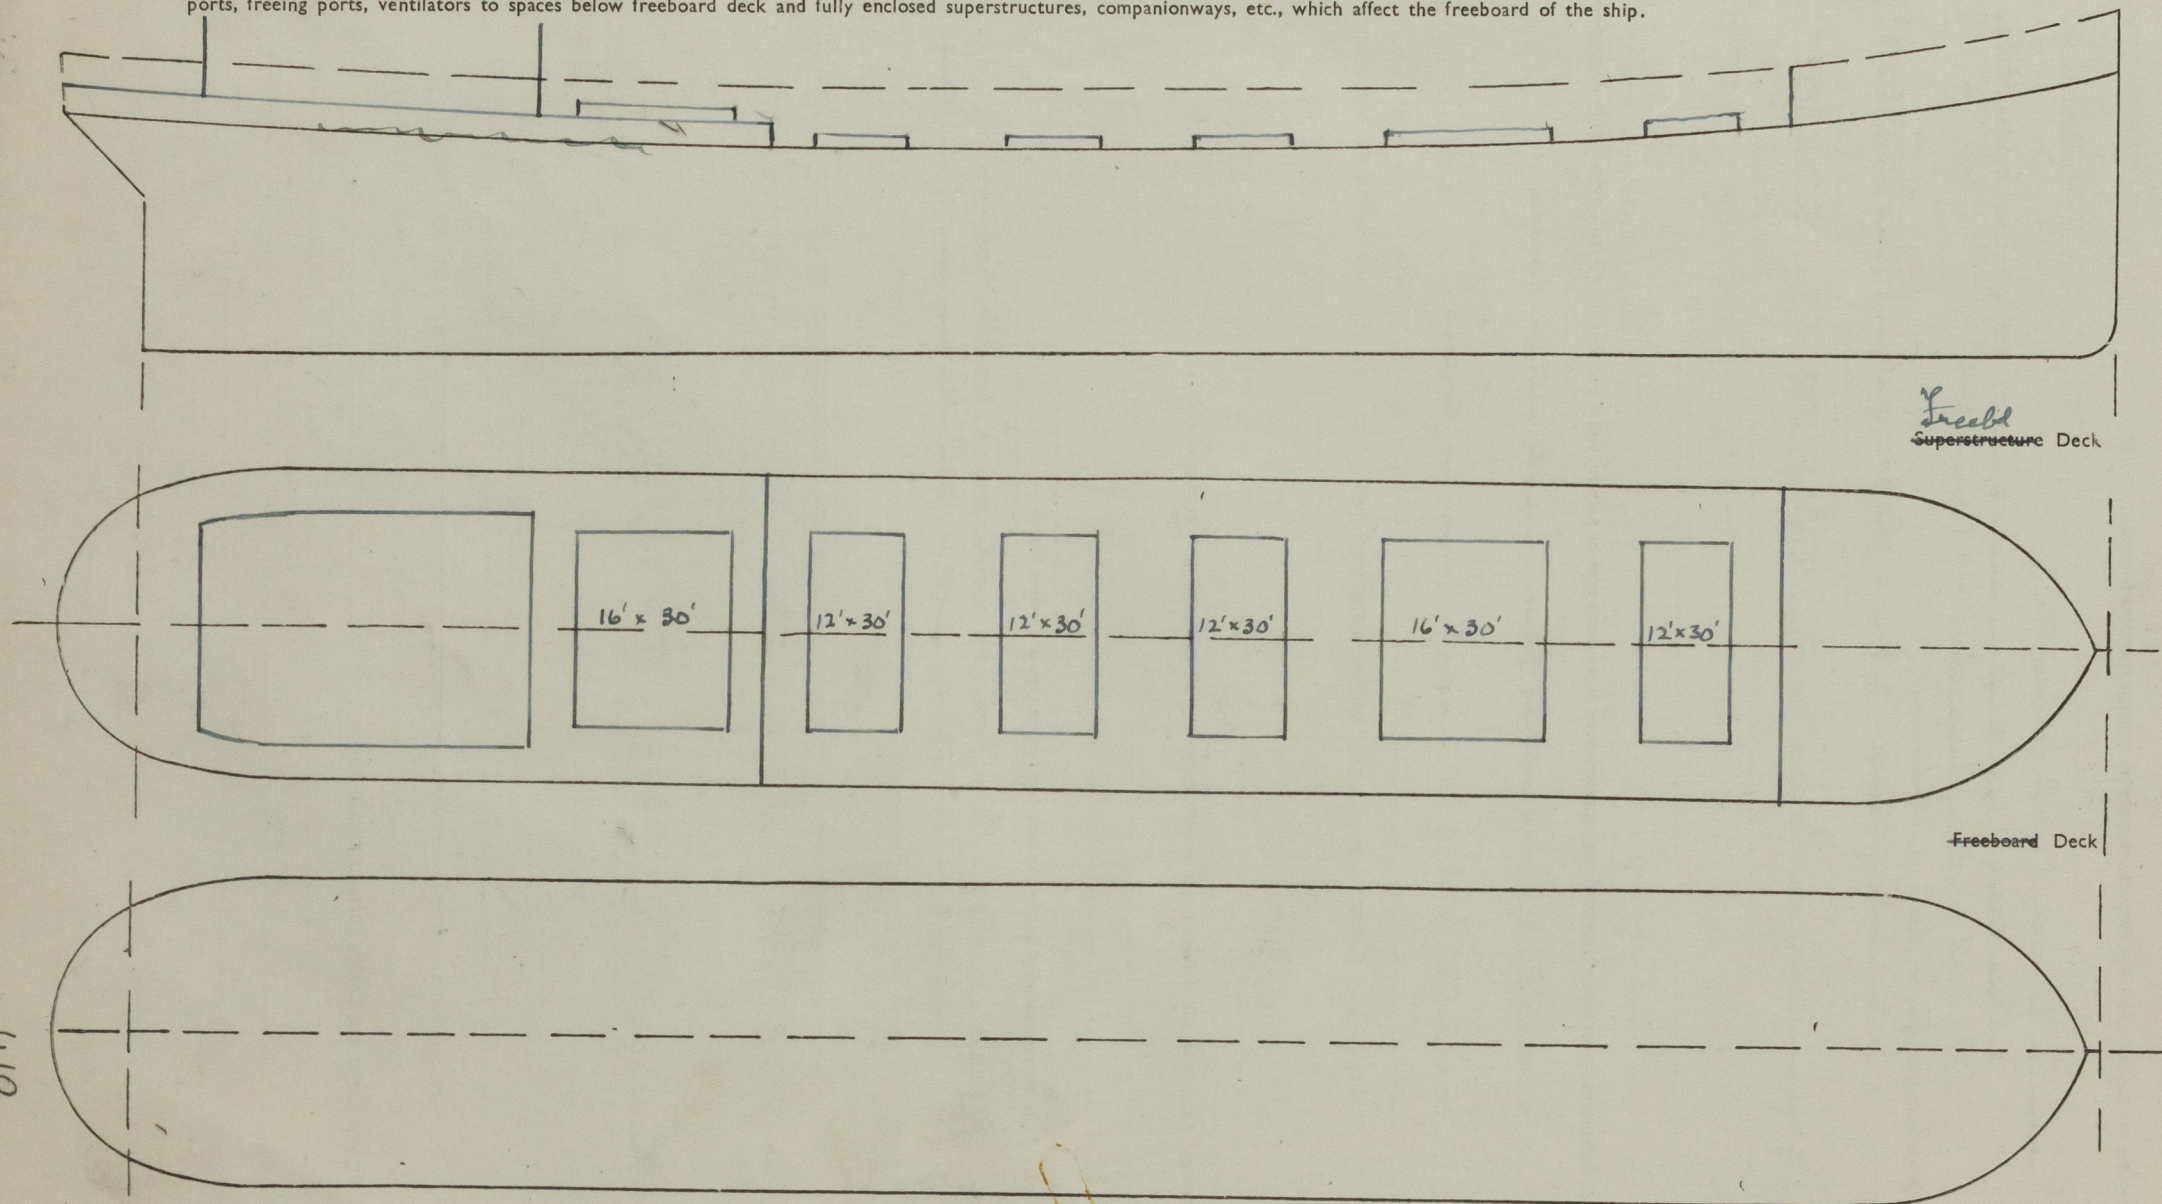 ports, freeing ports, ventilators to spaces below freeboard deck and fully enclosed superstructures, companionways, etc., which affect the freeboard of the ship.
Freebd
Superstructure Deck
16' x 30'
12' x 30'
12' x 30'
12' x 30'
16' x 30'
12' x 30'
Freeboard Deck